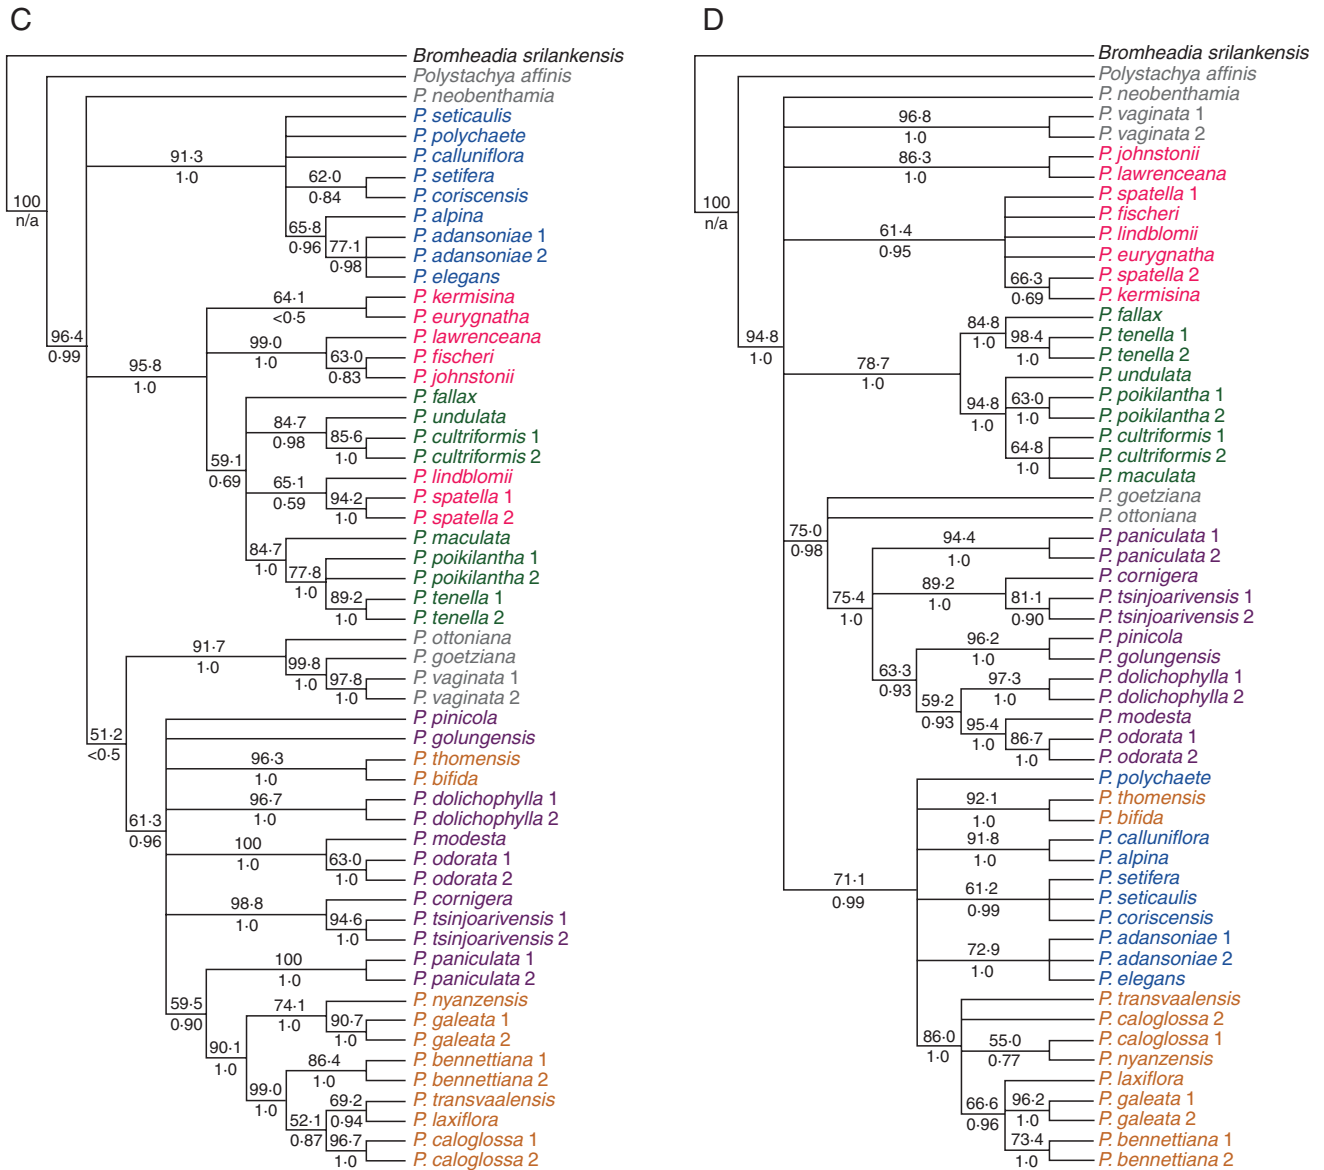 C
Bromheadia srilankensis
Polystachya affinis
P. neobenthamia
P. seticaulis
91·3
P. polychaete
1·0
P. calluniflora
62·0
P. setifera
0·84
P. coriscensis
100
n/a
P. alpina
65·8
0·96
P. adansoniae 1
77·1
0·98
P. adansoniae 2
P. elegans
64·1
P. kermisina
<0·5
P. eurygnatha
96·4
0·99
99·0
P. lawrenceana
1·0
63·0
P. fischeri
0·83
95·8
1·0
P. johnstonii
P. fallax
84·7
P. undulata
0·98
85·6
P. cultriformis 1
1·0
P. cultriformis 2
59·1
0·69
65·1
P. lindblomii
0·59
94·2
P. spatella 1
1·0
P. spatella 2
84·7
1·0
P. maculata
77·8
P. poikilantha 1
1·0
P. poikilantha 2
89·2
P. tenella 1
1·0
P. tenella 2
91·7
P. ottoniana
1·0
99·8
P. goetziana
1·0
97·8
P. vaginata 1
1·0
P. vaginata 2
51·2
<0·5
P. pinicola
P. golungensis
96·3
P. thomensis
1·0
P. bifida
96·7
P. dolichophylla 1
1·0
P. dolichophylla 2
61·3
0·96
100
P. modesta
1·0
63·0
P. odorata 1
1·0
P. odorata 2
98·8
P. cornigera
1·0
94·6
P. tsinjoarivensis 1
1·0
P. tsinjoarivensis 2
100
P. paniculata 1
1·0
P. paniculata 2
59·5
0·90
74·1
P. nyanzensis
1·0
90·7
P. galeata 1
1·0
P. galeata 2
90·1
1·0
86·4
P. bennettiana 1
1·0
P. bennettiana 2
99·0
1·0
69·2
P. transvaalensis
0·94
P. laxiflora
52·1
0·87
96·7
P. caloglossa 1
1·0
P. caloglossa 2
D
Bromheadia srilankensis
Polystachya affinis
P. neobenthamia
96·8
P. vaginata 1
1·0
P. vaginata 2
86·3
P. johnstonii
1·0
P. lawrenceana
100
n/a
P. spatella 1
P. fischeri
61·4
P. lindblomii
0·95
P. eurygnatha
66·3
P. spatella 2
0·69
P. kermisina
94·8
1·0
84·8
P. fallax
1·0
98·4
P. tenella 1
1·0
P. tenella 2
78·7
1·0
P. undulata
94·8
1·0
63·0
P. poikilantha 1
1·0
P. poikilantha 2
P. cultriformis 1
64·8
P. cultriformis 2
1·0
P. maculata
P. goetziana
P. ottoniana
75·0
0·98
94·4
P. paniculata 1
1·0
P. paniculata 2
89·2
P. cornigera
1·0
75·4
1·0
81·1
P. tsinjoarivensis 1
0·90
P. tsinjoarivensis 2
96·2
P. pinicola
1·0
P. golungensis
63·3
0·93
97·3
P. dolichophylla 1
1·0
P. dolichophylla 2
59·2
0·93
P. modesta
95·4
1·0
86·7
P. odorata 1
1·0
P. odorata 2
P. polychaete
92·1
P. thomensis
1·0
P. bifida
91·8
P. calluniflora
1·0
P. alpina
71·1
0·99
P. setifera
61·2
P. seticaulis
0·99
P. coriscensis
P. adansoniae 1
72·9
P. adansoniae 2
1·0
P. elegans
P. transvaalensis
P. caloglossa 2
86·0
1·0
55·0
P. caloglossa 1
0·77
P. nyanzensis
P. laxiflora
66·6
0·96
96·2
P. galeata 1
1·0
P. galeata 2
73·4
P. bennettiana 1
1·0
P. bennettiana 2